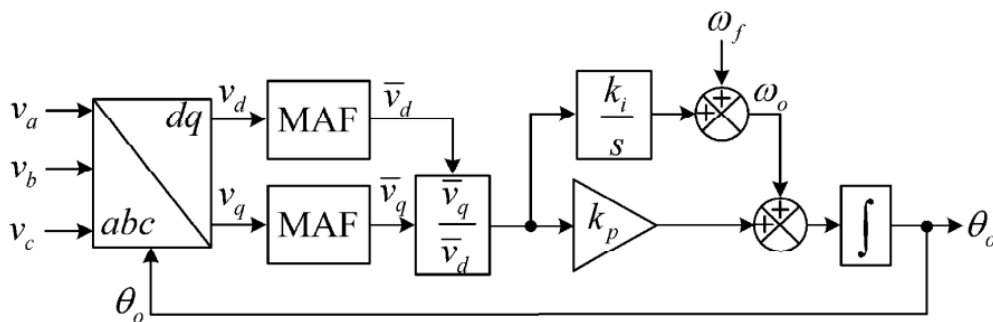 v_a
v_b
v_c
dq
abc
v_d
MAF
v̅_d
v_q
MAF
v̅_q
v̅_q
v̅_d
k_i
s
ω_f
+
+
ω_o
k_p
+
+
∫
θ_o
θ_o